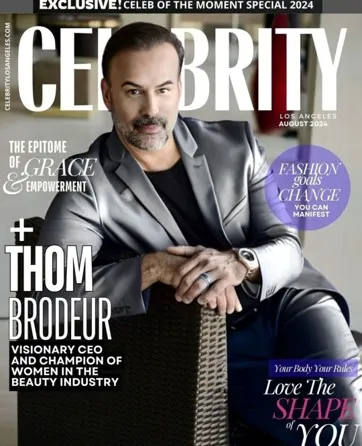 EXCLUSIVE! CELEB OF THE MOMENT SPECIAL 2024
CELEBRITY
CELEBRITYLOSANGELES.COM
LOS ANGELES
AUGUST 2024
THE EPITOME
OF GRACE
& EMPOWERMENT
FASHION
goals
CHANGE
YOU CAN
MANIFEST
+
THOM
BRODEUR
VISIONARY CEO
AND CHAMPION OF
WOMEN IN THE
BEAUTY INDUSTRY
Your Body Your Rules
Love The
SHAPE
of
YOU